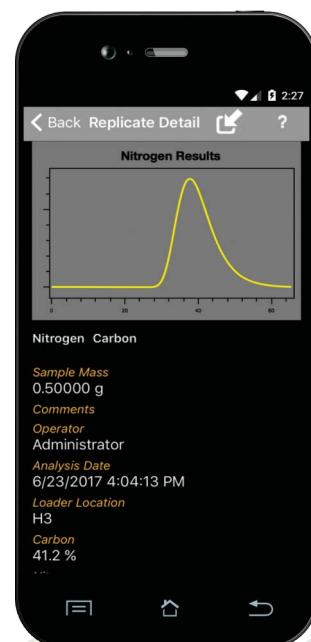 2:27
Back Replicate Detail ?
Nitrogen Results
0 20 40 60
Nitrogen Carbon
Sample Mass
0.50000 g
Comments
Operator
Administrator
Analysis Date
6/23/2017 4:04:13 PM
Loader Location
H3
Carbon
41.2 %